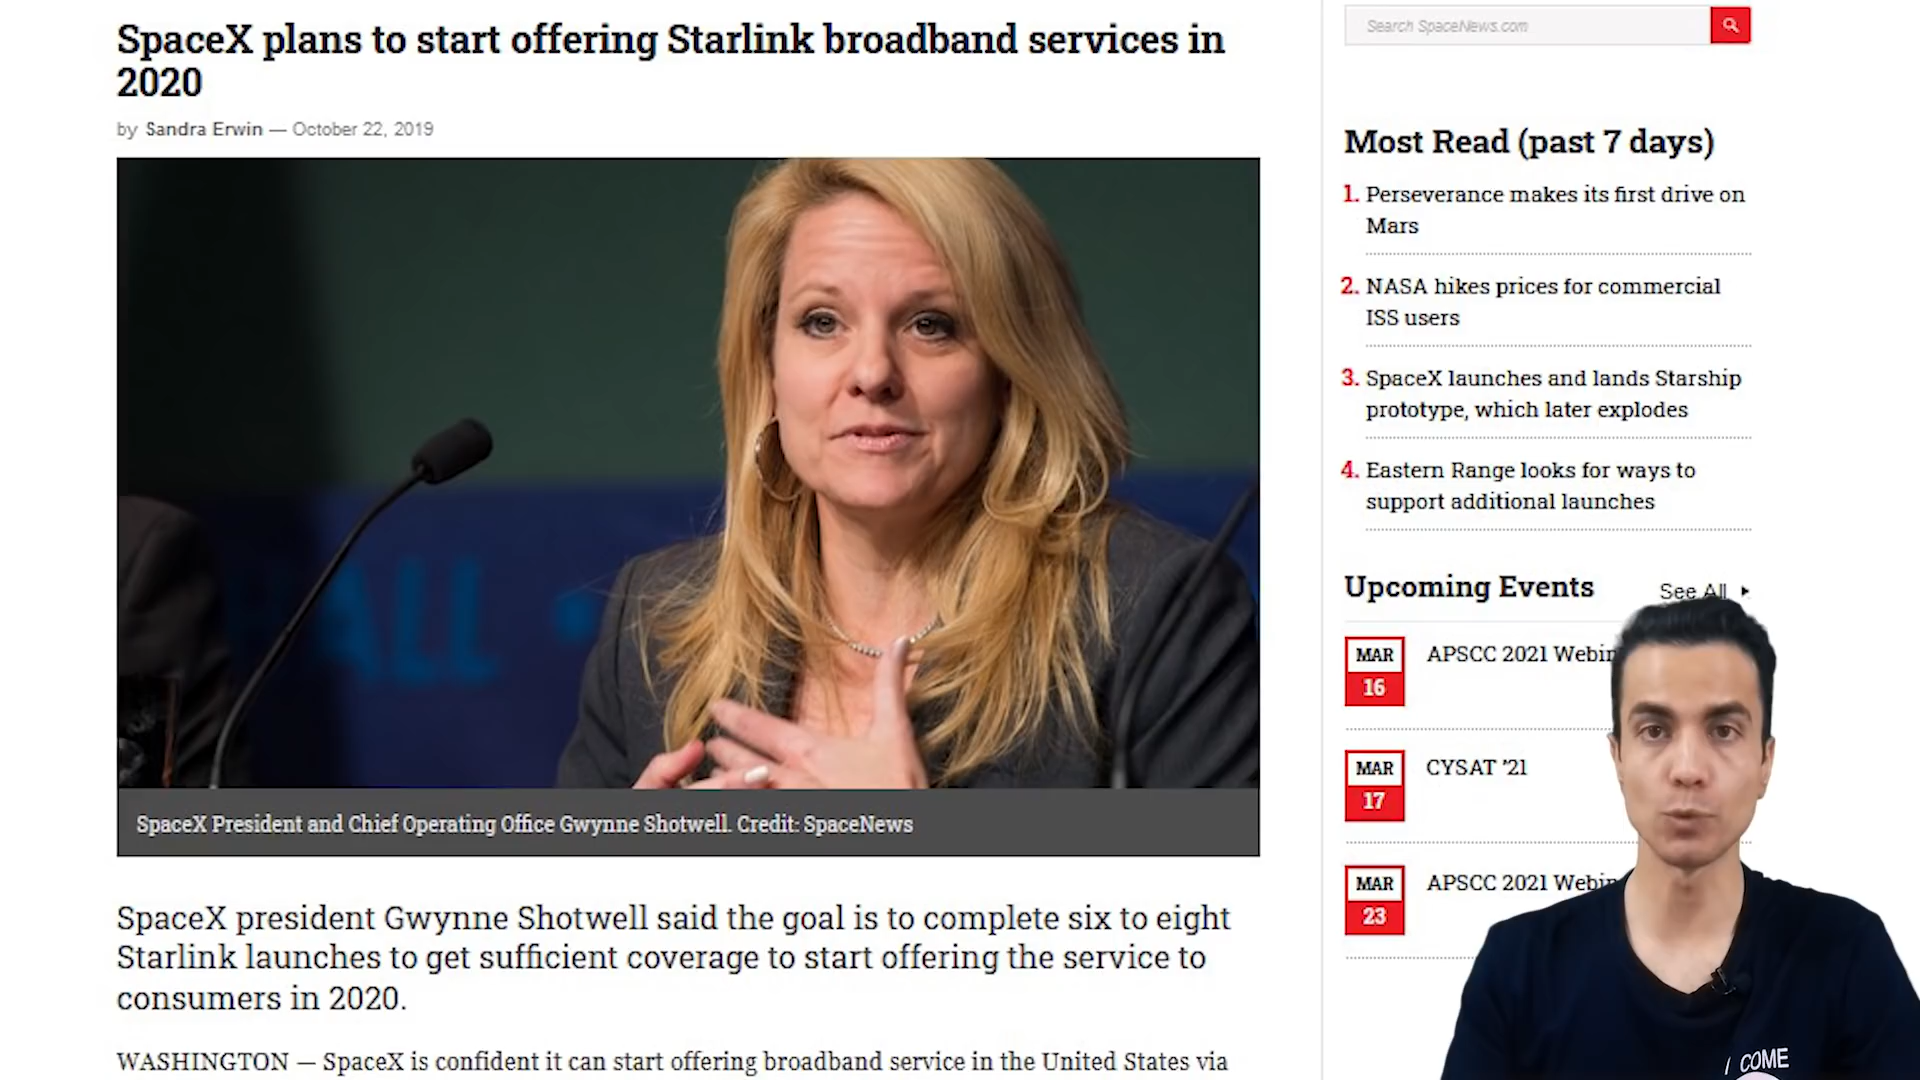 SpaceX plans to start offering Starlink broadband services in
2020
by Sandra Erwin — October 22, 2019
ALL
SpaceX President and Chief Operating Office Gwynne Shotwell. Credit: SpaceNews
SpaceX president Gwynne Shotwell said the goal is to complete six to eight
Starlink launches to get sufficient coverage to start offering the service to
consumers in 2020.
WASHINGTON — SpaceX is confident it can start offering broadband service in the United States via
Search SpaceNews.com
Most Read (past 7 days)
1. Perseverance makes its first drive on
Mars
2. NASA hikes prices for commercial
ISS users
3. SpaceX launches and lands Starship
prototype, which later explodes
4. Eastern Range looks for ways to
support additional launches
Upcoming Events
See All
MAR
16
APSCC 2021 Webin
MAR
17
CYSAT '21
MAR
23
APSCC 2021 Webin
I COME